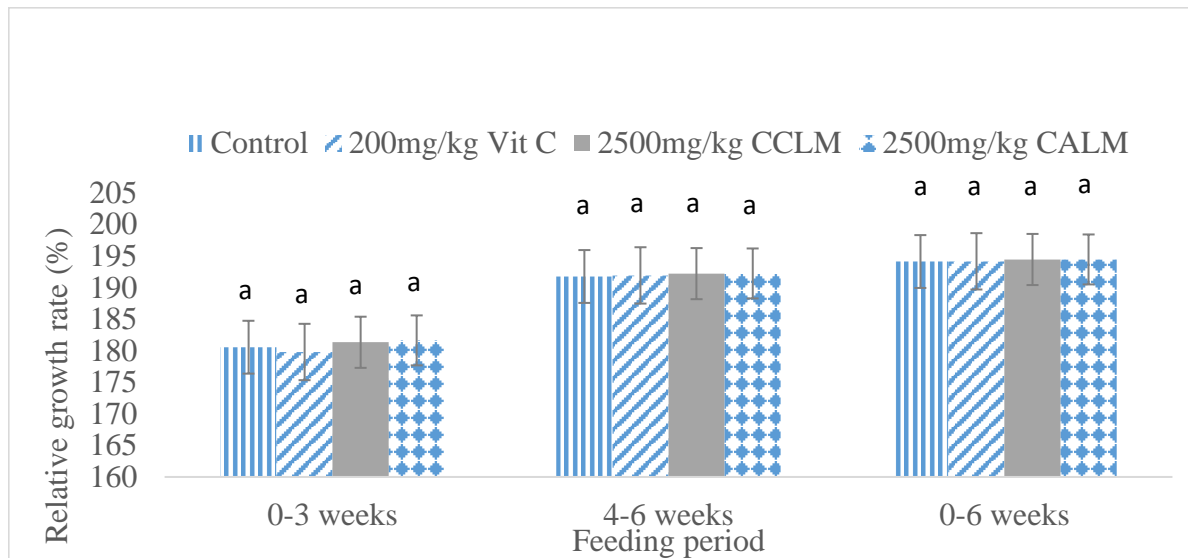 Control 200mg/kg Vit C 2500mg/kg CCLM 2500mg/kg CALM
Relative growth rate (%)
205
200
195
190
185
180
175
170
165
160
a a a a
a a a a
a a a a
0-3 weeks 4-6 weeks 0-6 weeks
Feeding period